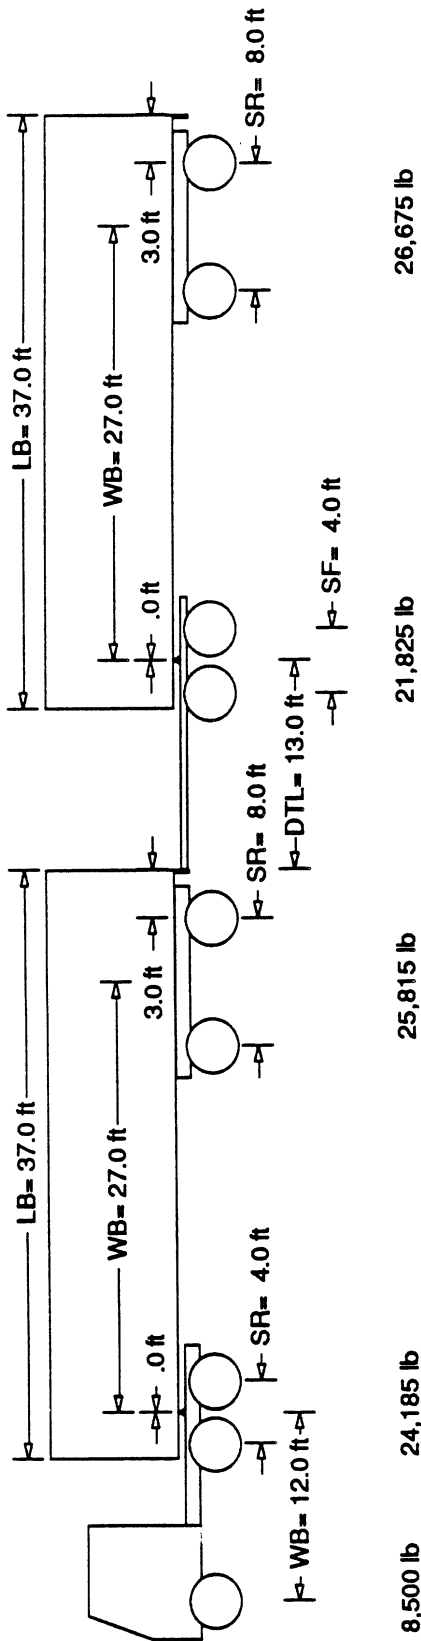 LB= 37.0 ft
LB= 37.0 ft
WB= 27.0 ft
WB= 27.0 ft
.0 ft
3.0 ft
.0 ft
3.0 ft
SR= 4.0 ft
SR= 8.0 ft
SR= 8.0 ft
WB= 12.0 ft
DTL= 13.0 ft
SF= 4.0 ft
8,500 lb
24,185 lb
25,815 lb
21,825 lb
26,675 lb